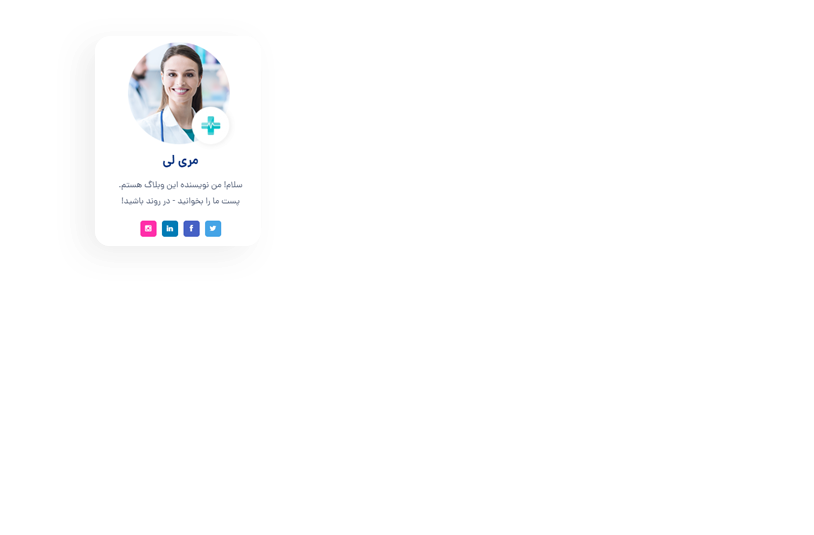 مری لی
سلام! من نویسنده این وبلاگ هستم.
پست ما را بخوانید - در روند باشید!